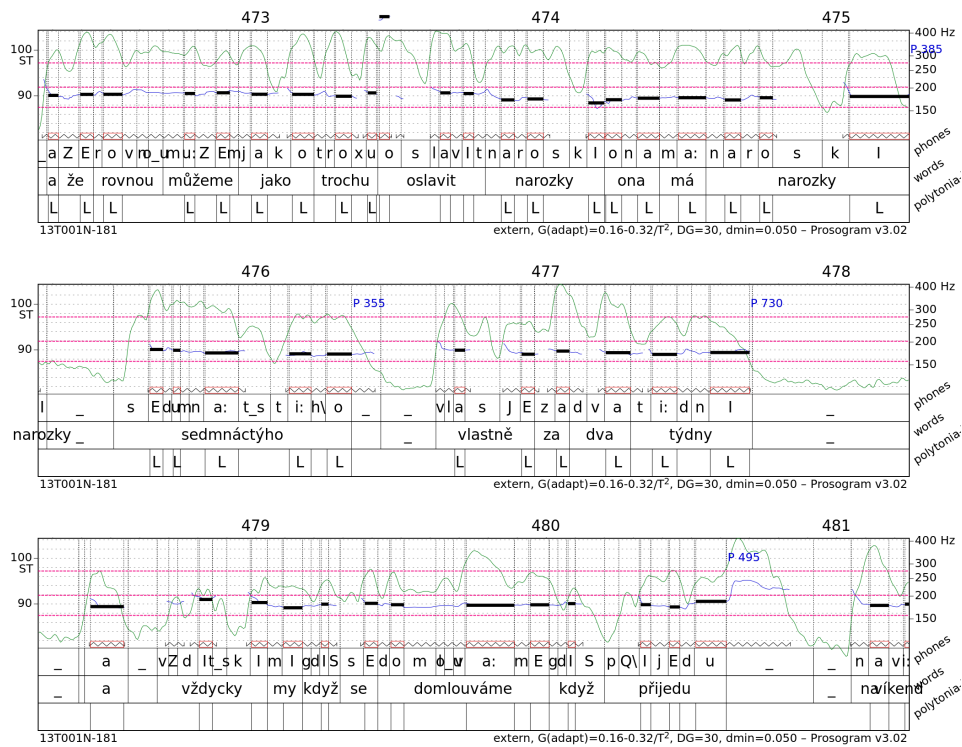 473 474 475
100 ST 90 400 Hz 300 250 200 150
P 385
_ a Z E r o v n o_u m u: Z E m j a k o t r o x u o s l a v I t n a r o s k I o n a m a: n a r o s k I phones
a že rovnou můžeme jako trochu oslavit narozky ona má narozky words
L L L L L L L L L L L L L L L L L L polytonia-
13T001N-181 extern, G(adapt)=0.16-0.32/T², DG=30, dmin=0.050 – Prosogram v3.02
476 477 478
100 ST 90 400 Hz 300 250 200 150
P 355 P 730
I _ s E d u m n a: t_s t i: h\ o _ _ v l a s J E z a d v a t i: d n I _ phones
narozky _ sedmnáctýho _ vlastně za dva týdny _ words
L L L L L L L L L L L polytonia-
13T001N-181 extern, G(adapt)=0.16-0.32/T², DG=30, dmin=0.050 – Prosogram v3.02
479 480 481
100 ST 90 400 Hz 300 250 200 150
P 495
_ a _ v Z d I t_s k I m I g d I S s E d o m l o_u v a: m E g d I S p Q\ I j E d u _ _ n a v i: phones
_ a vždycky my když se domlouváme když přijedu _ na víkend words
polytonia-
13T001N-181 extern, G(adapt)=0.16-0.32/T², DG=30, dmin=0.050 – Prosogram v3.02